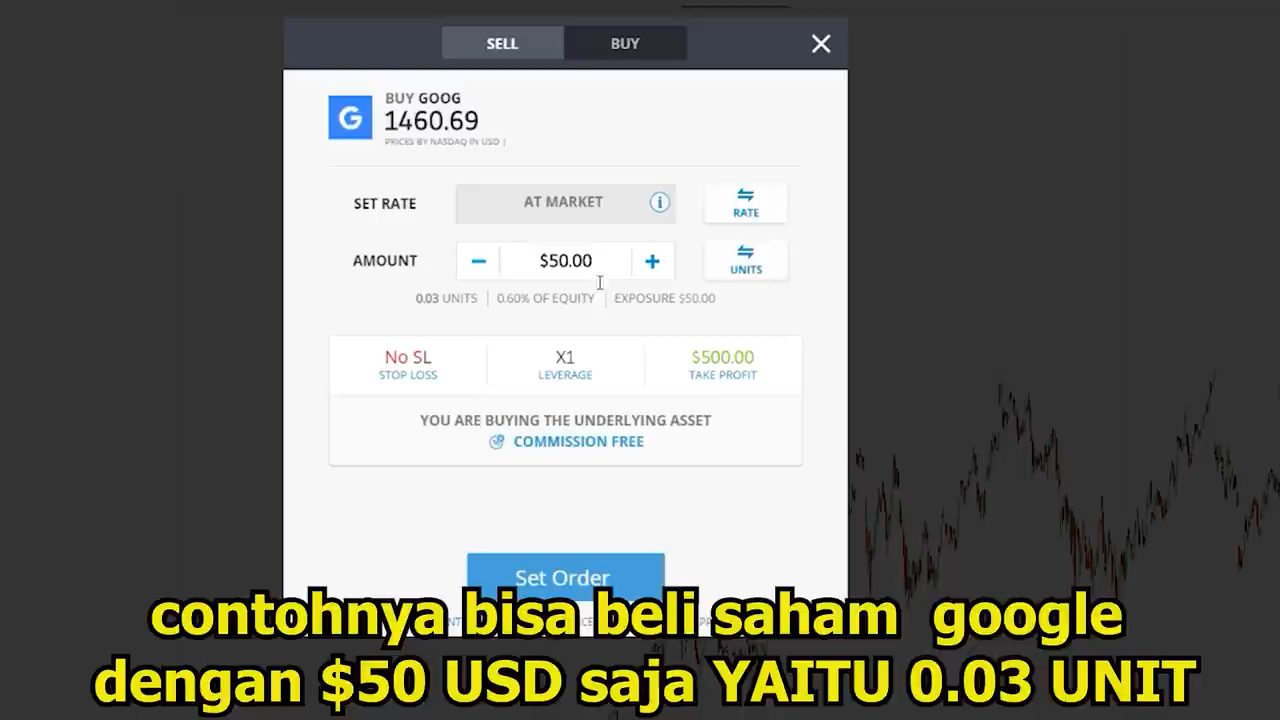 SELL BUY
BUY GOOG
1460.69
PRICES BY NASDAQ IN USD |
SET RATE AT MARKET RATE
AMOUNT $50.00 UNITS
0.03 UNITS | 0.60% OF EQUITY | EXPOSURE $50.00
No SL X1 $500.00
STOP LOSS LEVERAGE TAKE PROFIT
YOU ARE BUYING THE UNDERLYING ASSET
COMMISSION FREE
Set Order
contohnya bisa beli saham google
dengan $50 USD saja YAITU 0.03 UNIT